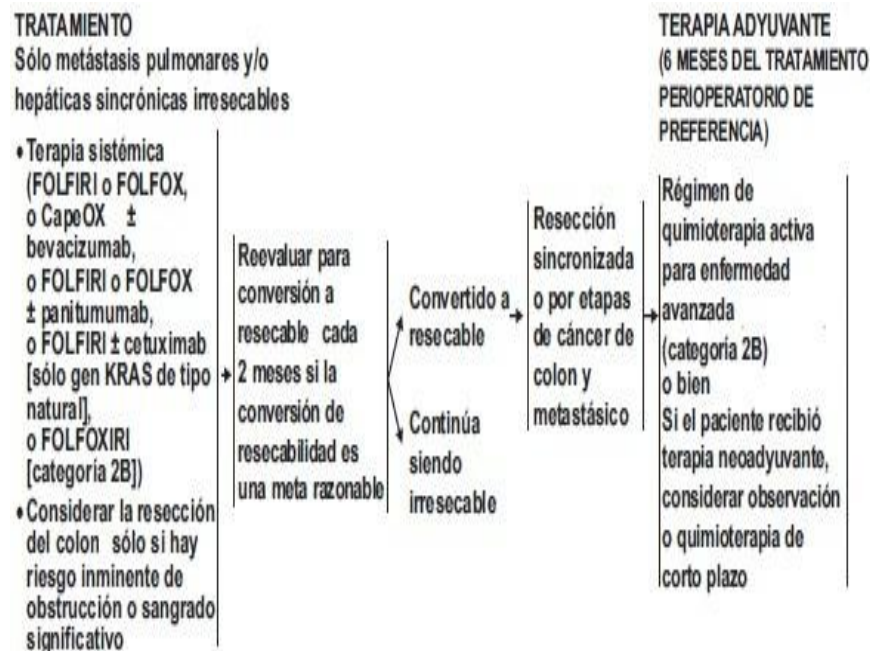 TRATAMIENTO
Sólo metástasis pulmonares y/o
hepáticas sincrónicas irresecables
• Terapia sistémica
(FOLFIRI o FOLFOX,
o CapeOX ±
bevacizumab,
o FOLFIRI o FOLFOX
± panitumumab,
o FOLFIRI ± cetuximab
[sólo gen KRAS de tipo
natural],
o FOLFOXIRI
[categoría 2B])
• Considerar la resección
del colon sólo si hay
riesgo inminente de
obstrucción o sangrado
significativo
Reevaluar para
conversión a
resecable cada
2 meses si la
conversión de
resecabilidad es
una meta razonable
Convertido a
resecable
Continúa
siendo
irresecable
Resección
sincronizada
o por etapas
de cáncer de
colon y
metastásico
TERAPIA ADYUVANTE
(6 MESES DEL TRATAMIENTO
PERIOPERATORIO DE
PREFERENCIA)
Régimen de
quimioterapia activa
para enfermedad
avanzada
(categoría 2B)
o bien
Si el paciente recibió
terapia neoadyuvante,
considerar observación
o quimioterapia de
corto plazo